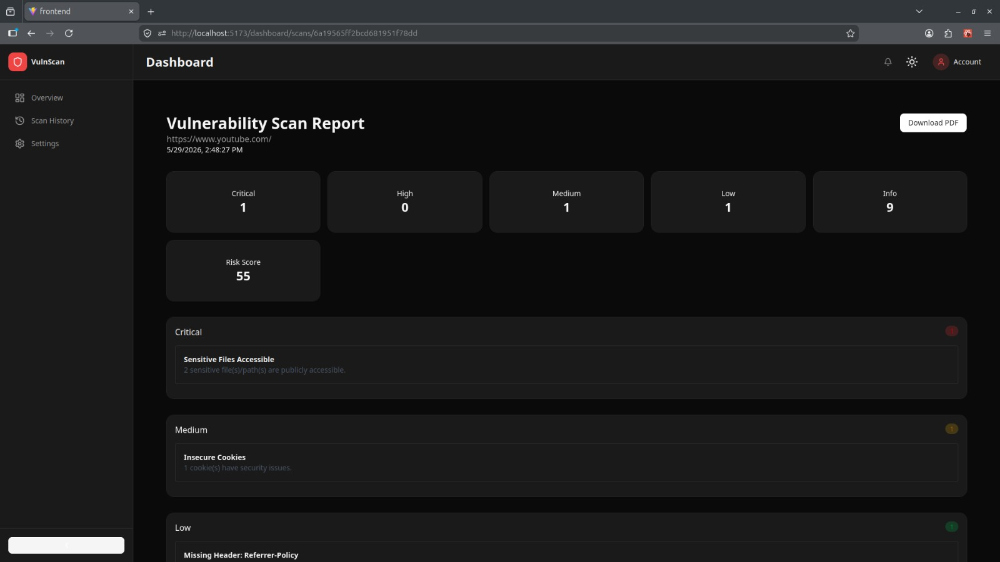 frontend
http://localhost:5173/dashboard/scans/6a19565ff2bcd681951f78dd
VulnScan
Dashboard
Account
Overview
Scan History
Settings
Vulnerability Scan Report
Download PDF
https://www.youtube.com/
5/29/2026, 2:48:27 PM
Critical
1
High
0
Medium
1
Low
1
Info
9
Risk Score
55
Critical
1
Sensitive Files Accessible
2 sensitive file(s)/path(s) are publicly accessible.
Medium
1
Insecure Cookies
1 cookie(s) have security issues.
Low
1
Missing Header: Referrer-Policy